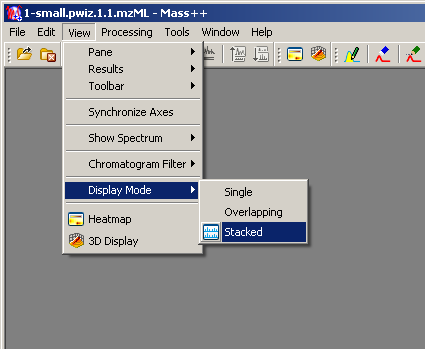 1-small.pwiz.1.1.mzML - Mass++
File Edit View Processing Tools Window Help
Pane
Results
Toolbar
Synchronize Axes
Show Spectrum
Chromatogram Filter
Display Mode
Single
Overlapping
Stacked
Heatmap
3D Display